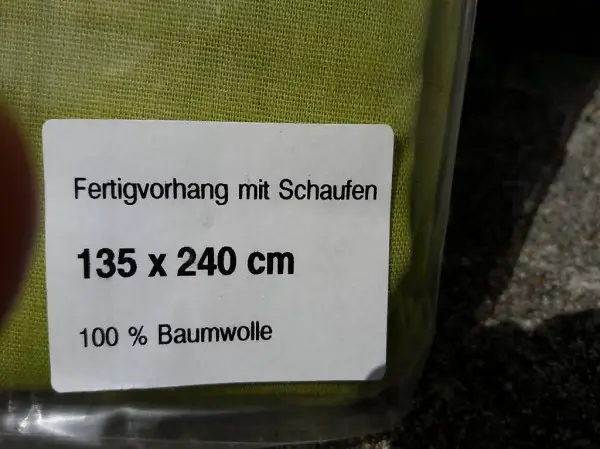 Fertigvorhang mit Schaufen
135 x 240 cm
100 % Baumwolle